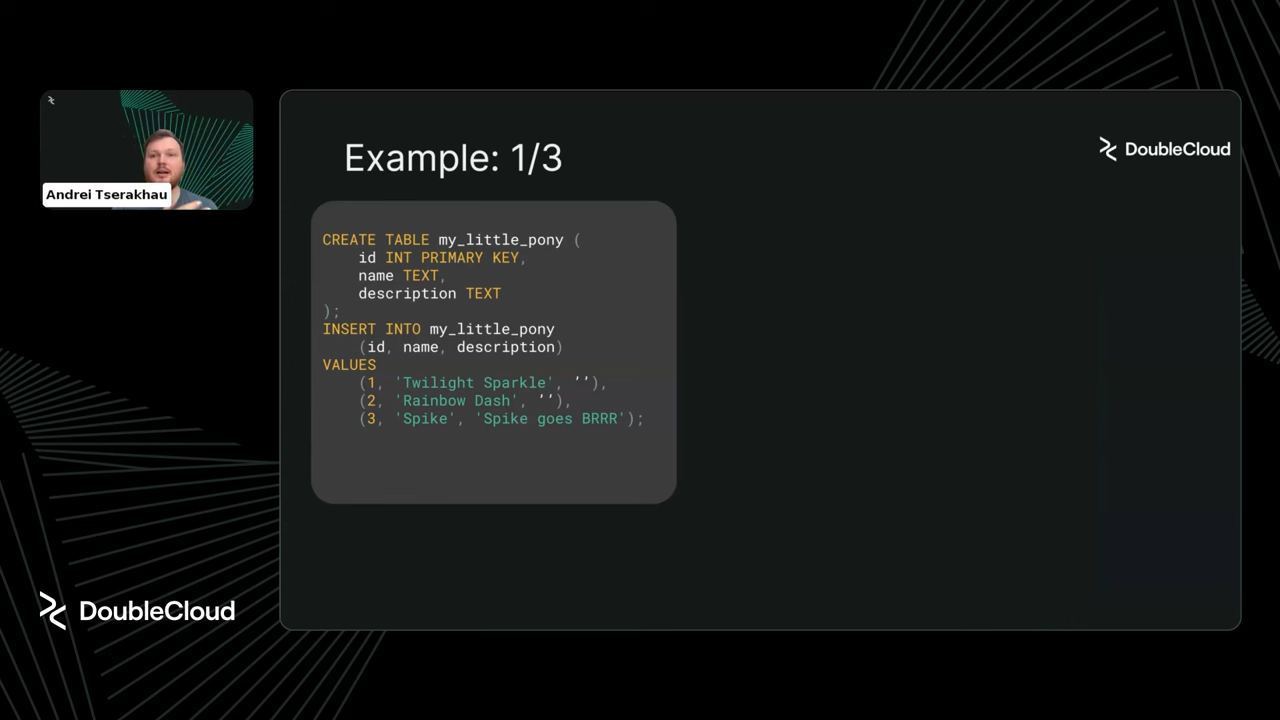 Andrei Tserakhau
DoubleCloud
Example: 1/3
DoubleCloud
CREATE TABLE my_little_pony (
    id INT PRIMARY KEY,
    name TEXT,
    description TEXT
);
INSERT INTO my_little_pony
    (id, name, description)
VALUES
    (1, 'Twilight Sparkle', ’’),
    (2, 'Rainbow Dash', ‘’),
    (3, 'Spike', 'Spike goes BRRR');